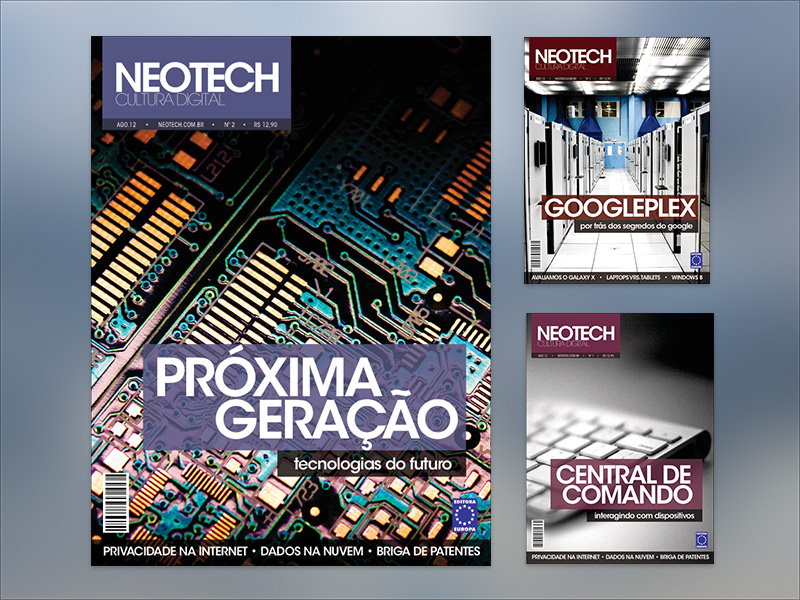 NEOTECH
CULTURA DIGITAL
AGO.12 • NEOTECH.COM.BR • Nº 2 • R$ 12,90
PRÓXIMA
GERAÇÃO
tecnologias do futuro
EDITORA
EUROPA
PRIVACIDADE NA INTERNET • DADOS NA NUVEM • BRIGA DE PATENTES
NEOTECH
CULTURA DIGITAL
GOOGLEPLEX
por trás dos segredos do google
AVALIAMOS O GALAXY X • LAPTOPS VRS. TABLETS • WINDOWS 8
NEOTECH
CULTURA DIGITAL
CENTRAL DE
COMANDO
interagindo com dispositivos
PRIVACIDADE NA INTERNET • DADOS NA NUVEM • BRIGA DE PATENTES